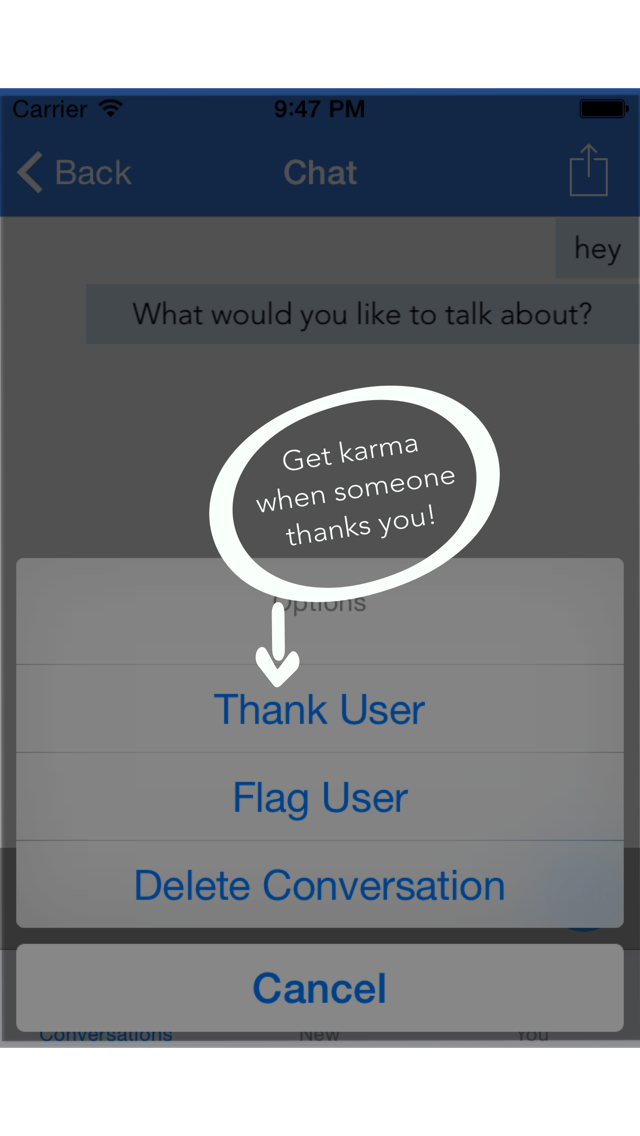 Carrier 9:47 PM
Back Chat
hey
What would you like to talk about?
Get karma
when someone
thanks you!
Options
Thank User
Flag User
Delete Conversation
Cancel
Conversations New You